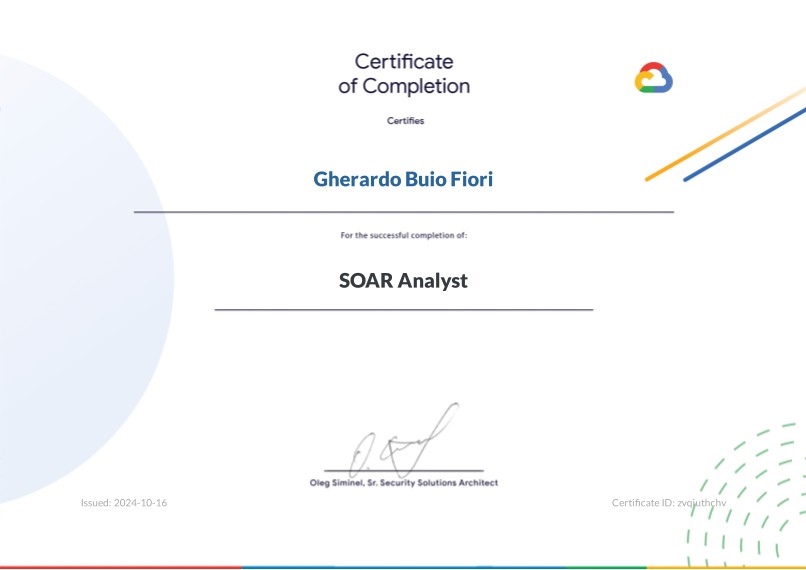 Certificate
of Completion
Certifies
Gherardo Buio Fiori
For the successful completion of:
SOAR Analyst
Oleg Siminel, Sr. Security Solutions Architect
Issued: 2024-10-16
Certificate ID: zvqiuthchv